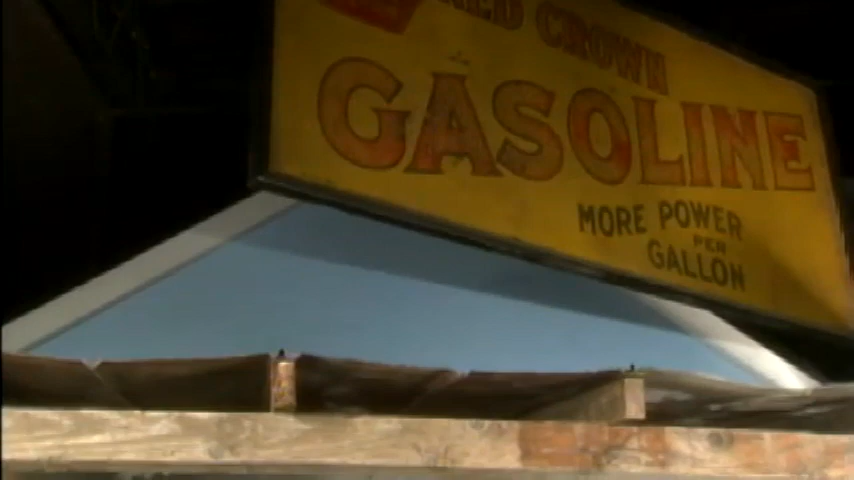 RED CROWN
GASOLINE
MORE POWER
PER
GALLON